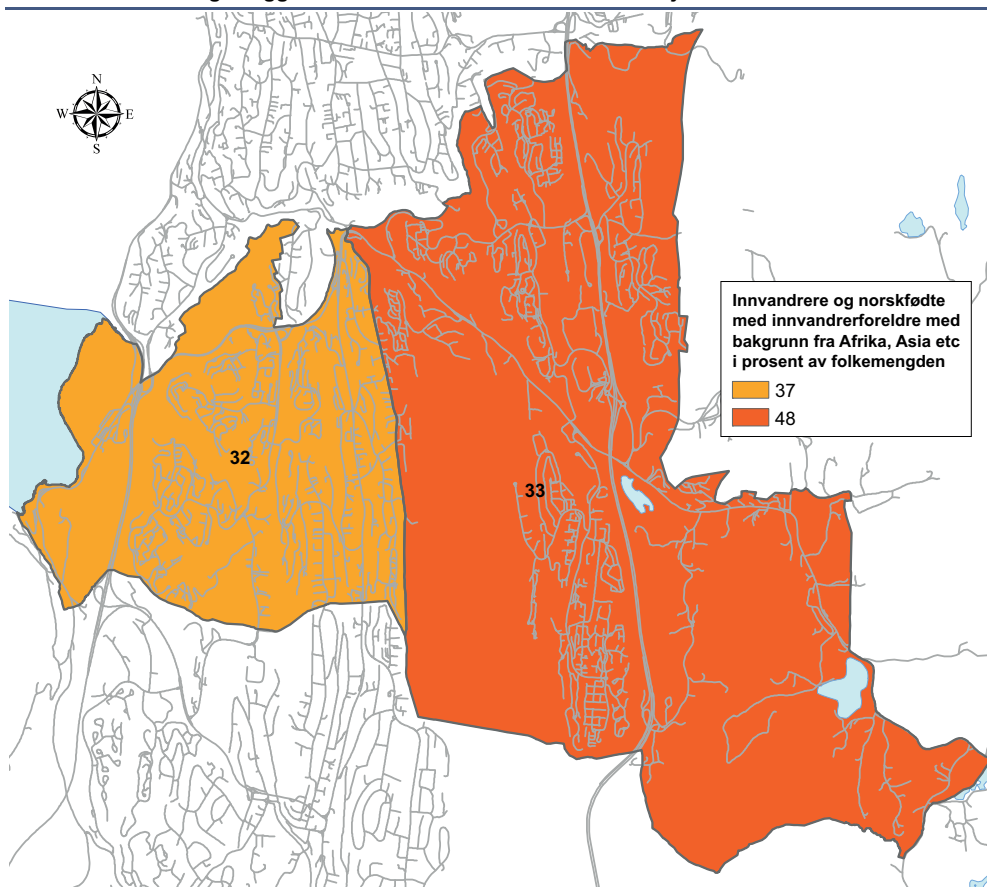 N
W E
S
Innvandrere og norskfødte
med innvandrerforeldre med
bakgrunn fra Afrika, Asia etc
i prosent av folkemengden
37
48
32
33